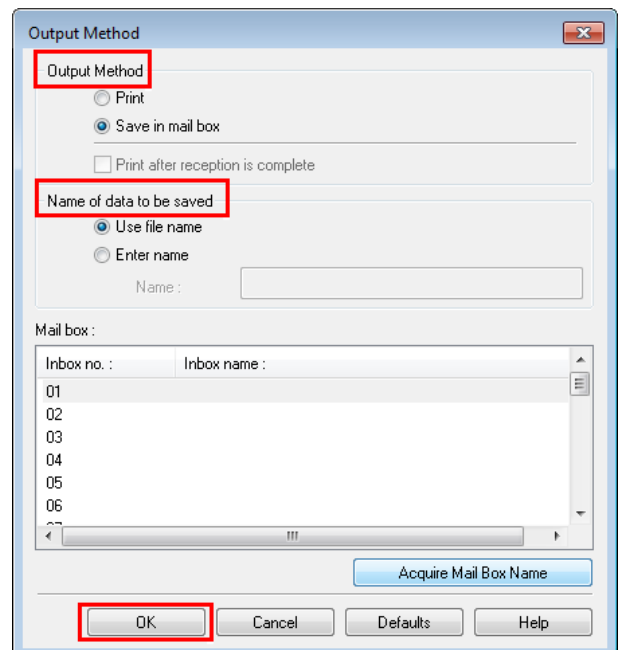 Output Method
Output Method
Print
Save in mail box
Print after reception is complete
Name of data to be saved
Use file name
Enter name
Name :
Mail box :
Inbox no. : Inbox name :
01
02
03
04
05
06
07
Acquire Mail Box Name
OK Cancel Defaults Help